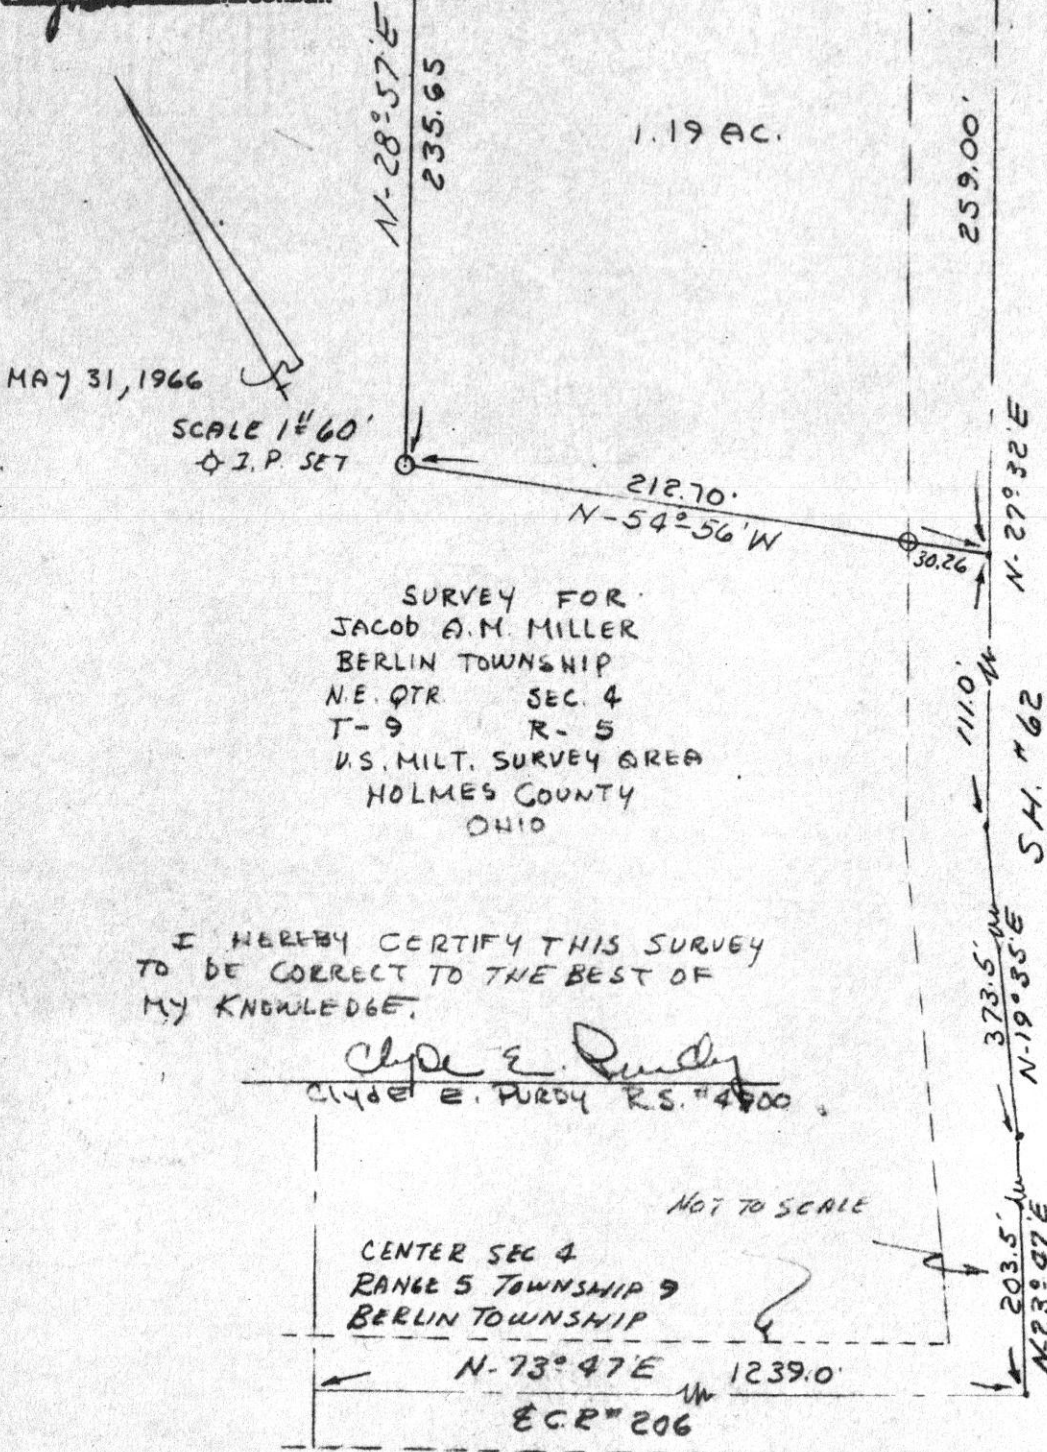 N-28°-57'E
235.65
1.19 AC.
259.00'
MAY 31, 1966
SCALE 1"=60'
I.P. SET
212.70'
N-54°-56'W
30.26
N-27°32'E
SURVEY FOR
JACOB A.M. MILLER
BERLIN TOWNSHIP
N.E. QTR. SEC. 4
T-9 R-5
U.S. MILT. SURVEY AREA
HOLMES COUNTY
OHIO
111.0'
S.H. #62
I HEREBY CERTIFY THIS SURVEY
TO BE CORRECT TO THE BEST OF
MY KNOWLEDGE.
373.5'
N-19°35'E
Clyde E. Purdy
Clyde E. PURDY R.S. #
NOT TO SCALE
CENTER SEC 4
RANGE 5 TOWNSHIP 9
BERLIN TOWNSHIP
203.5'
N-23°47'E
N-73°47'E 1239.0'
℄ C.R. # 206